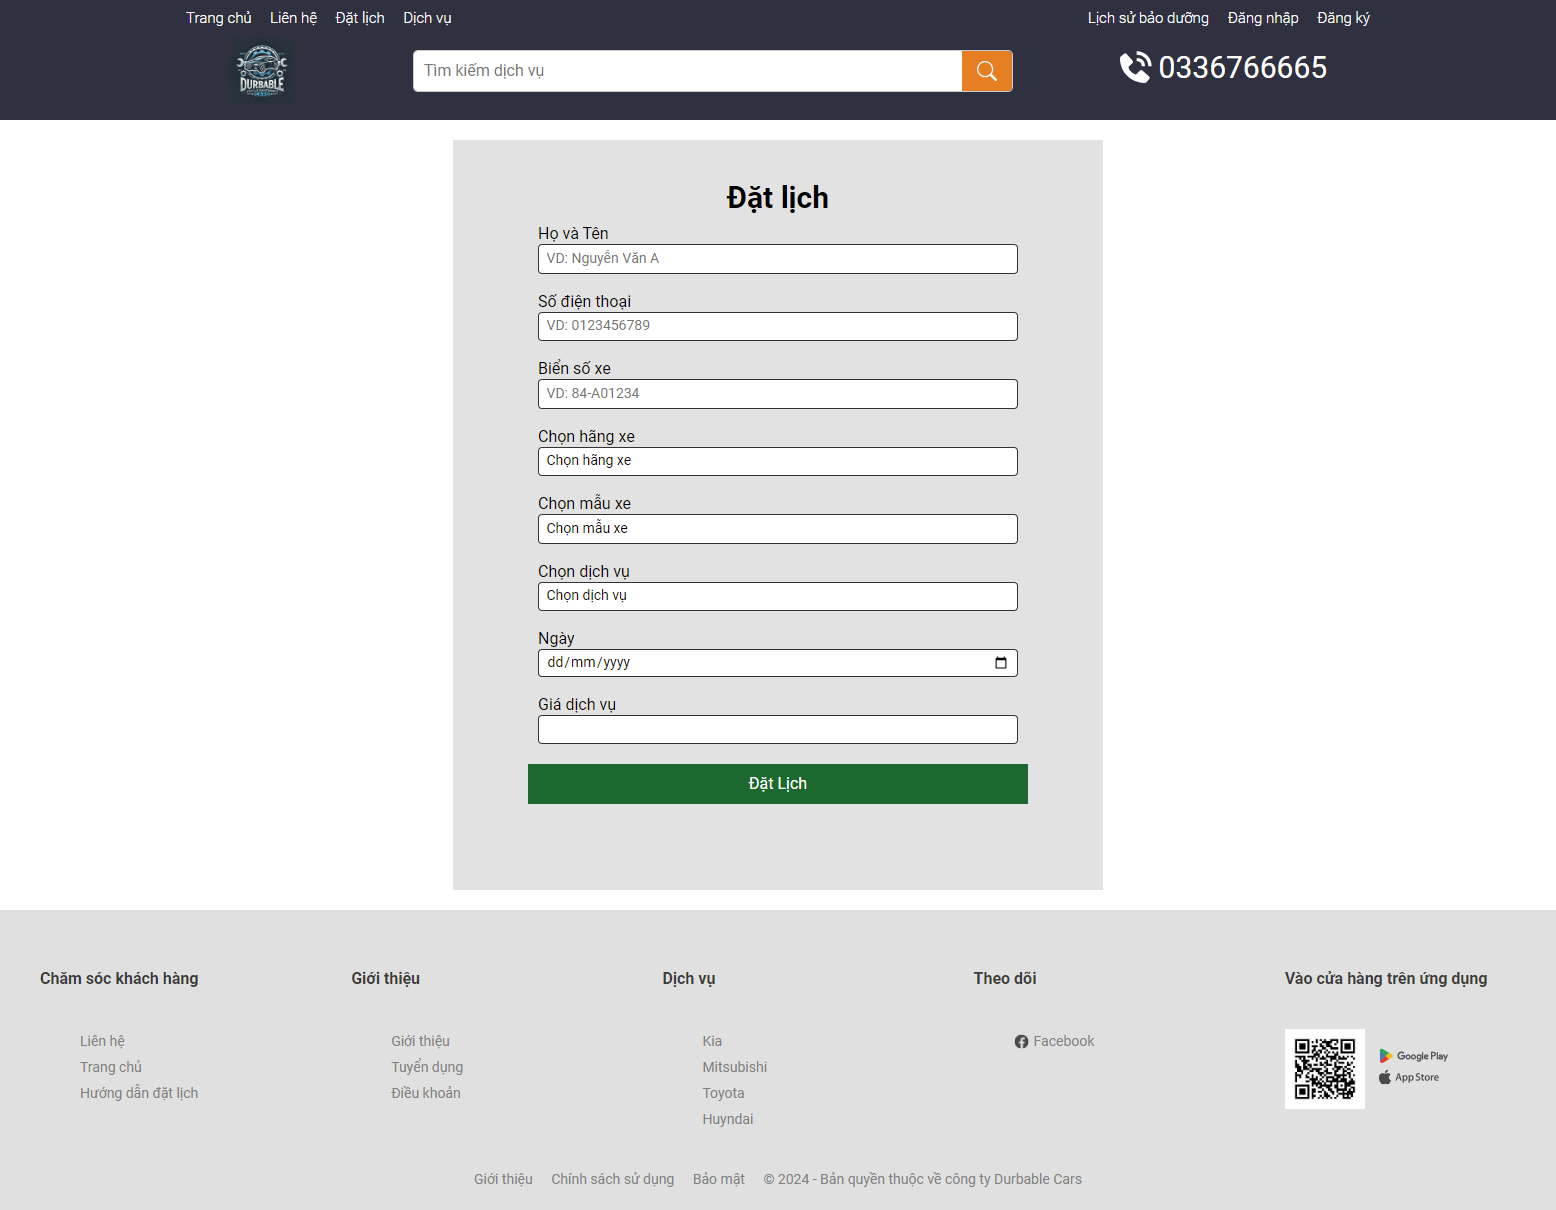 Trang chủ Liên hệ Đặt lịch Dịch vụ Lịch sử bảo dưỡng Đăng nhập Đăng ký
DURBABLE
Tìm kiếm dịch vụ
0336766665
Đặt lịch
Họ và Tên
VD: Nguyễn Văn A
Số điện thoại
VD: 0123456789
Biển số xe
VD: 84-A01234
Chọn hãng xe
Chọn hãng xe
Chọn mẫu xe
Chọn mẫu xe
Chọn dịch vụ
Chọn dịch vụ
Ngày
dd/mm/yyyy
Giá dịch vụ
Đặt Lịch
Chăm sóc khách hàng
Liên hệ
Trang chủ
Hướng dẫn đặt lịch
Giới thiệu
Giới thiệu
Tuyển dụng
Điều khoản
Dịch vụ
Kia
Mitsubishi
Toyota
Huyndai
Theo dõi
Facebook
Vào cửa hàng trên ứng dụng
Google Play
App Store
Giới thiệu Chính sách sử dụng Bảo mật © 2024 - Bản quyền thuộc về công ty Durbable Cars